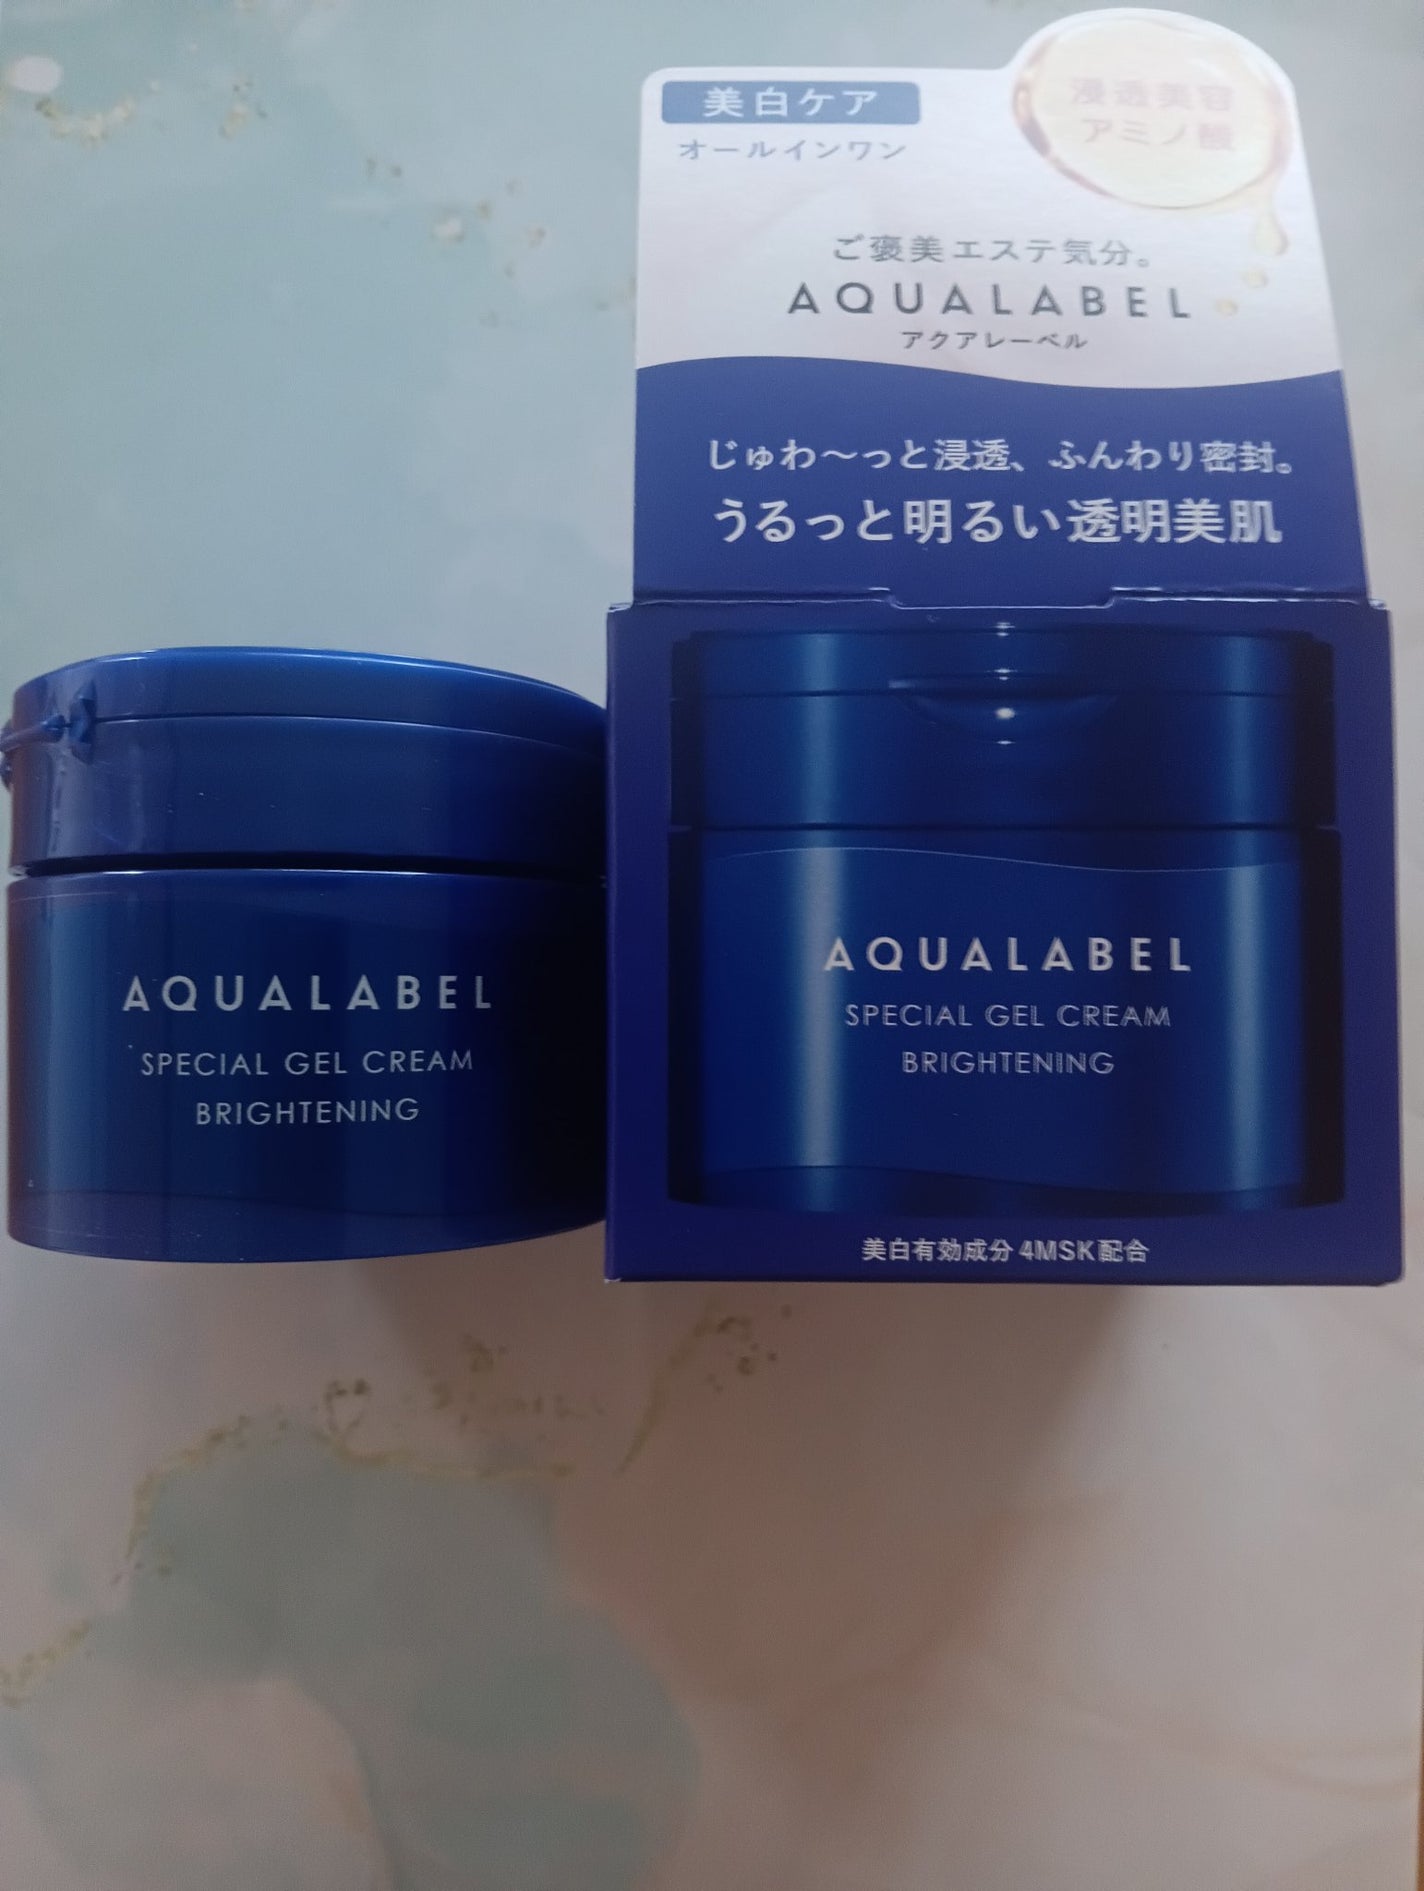 美白ケア
オールインワン
浸透美容
アミノ酸
ご褒美エステ気分。
AQUALABEL
アクアレーベル
じゅわ～っと浸透、ふんわり密封。
うるっと明るい透明美肌
AQUALABEL
SPECIAL GEL CREAM
BRIGHTENING
美白有効成分 4MSK配合
AQUALABEL
SPECIAL GEL CREAM
BRIGHTENING